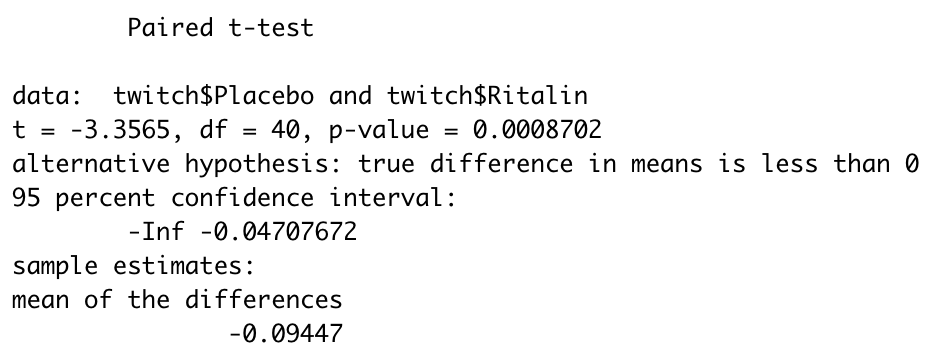 Paired t-test
data: twitch$Placebo and twitch$Ritalin
t = -3.3565, df = 40, p-value = 0.0008702
alternative hypothesis: true difference in means is less than 0
95 percent confidence interval:
-Inf -0.04707672
sample estimates:
mean of the differences
-0.09447